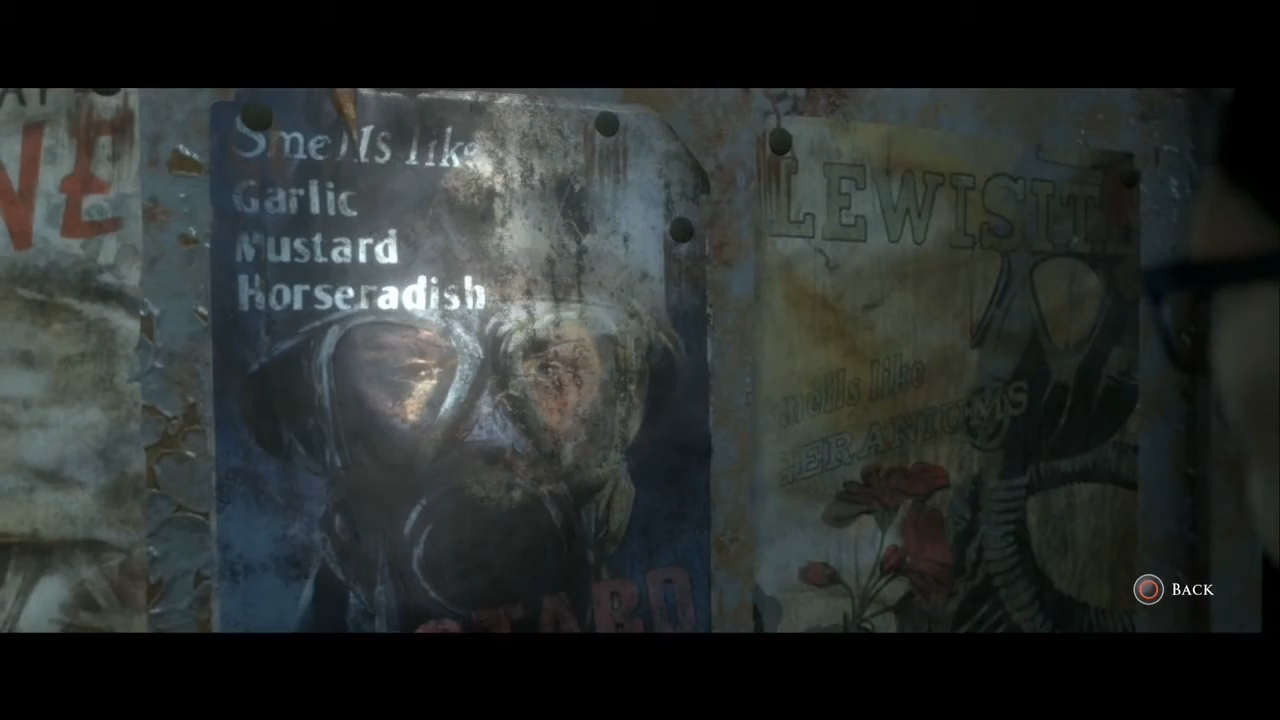 Smells like
Garlic
Mustard
Horseradish
LEWISIT
smells like
GERANIUMS
BACK